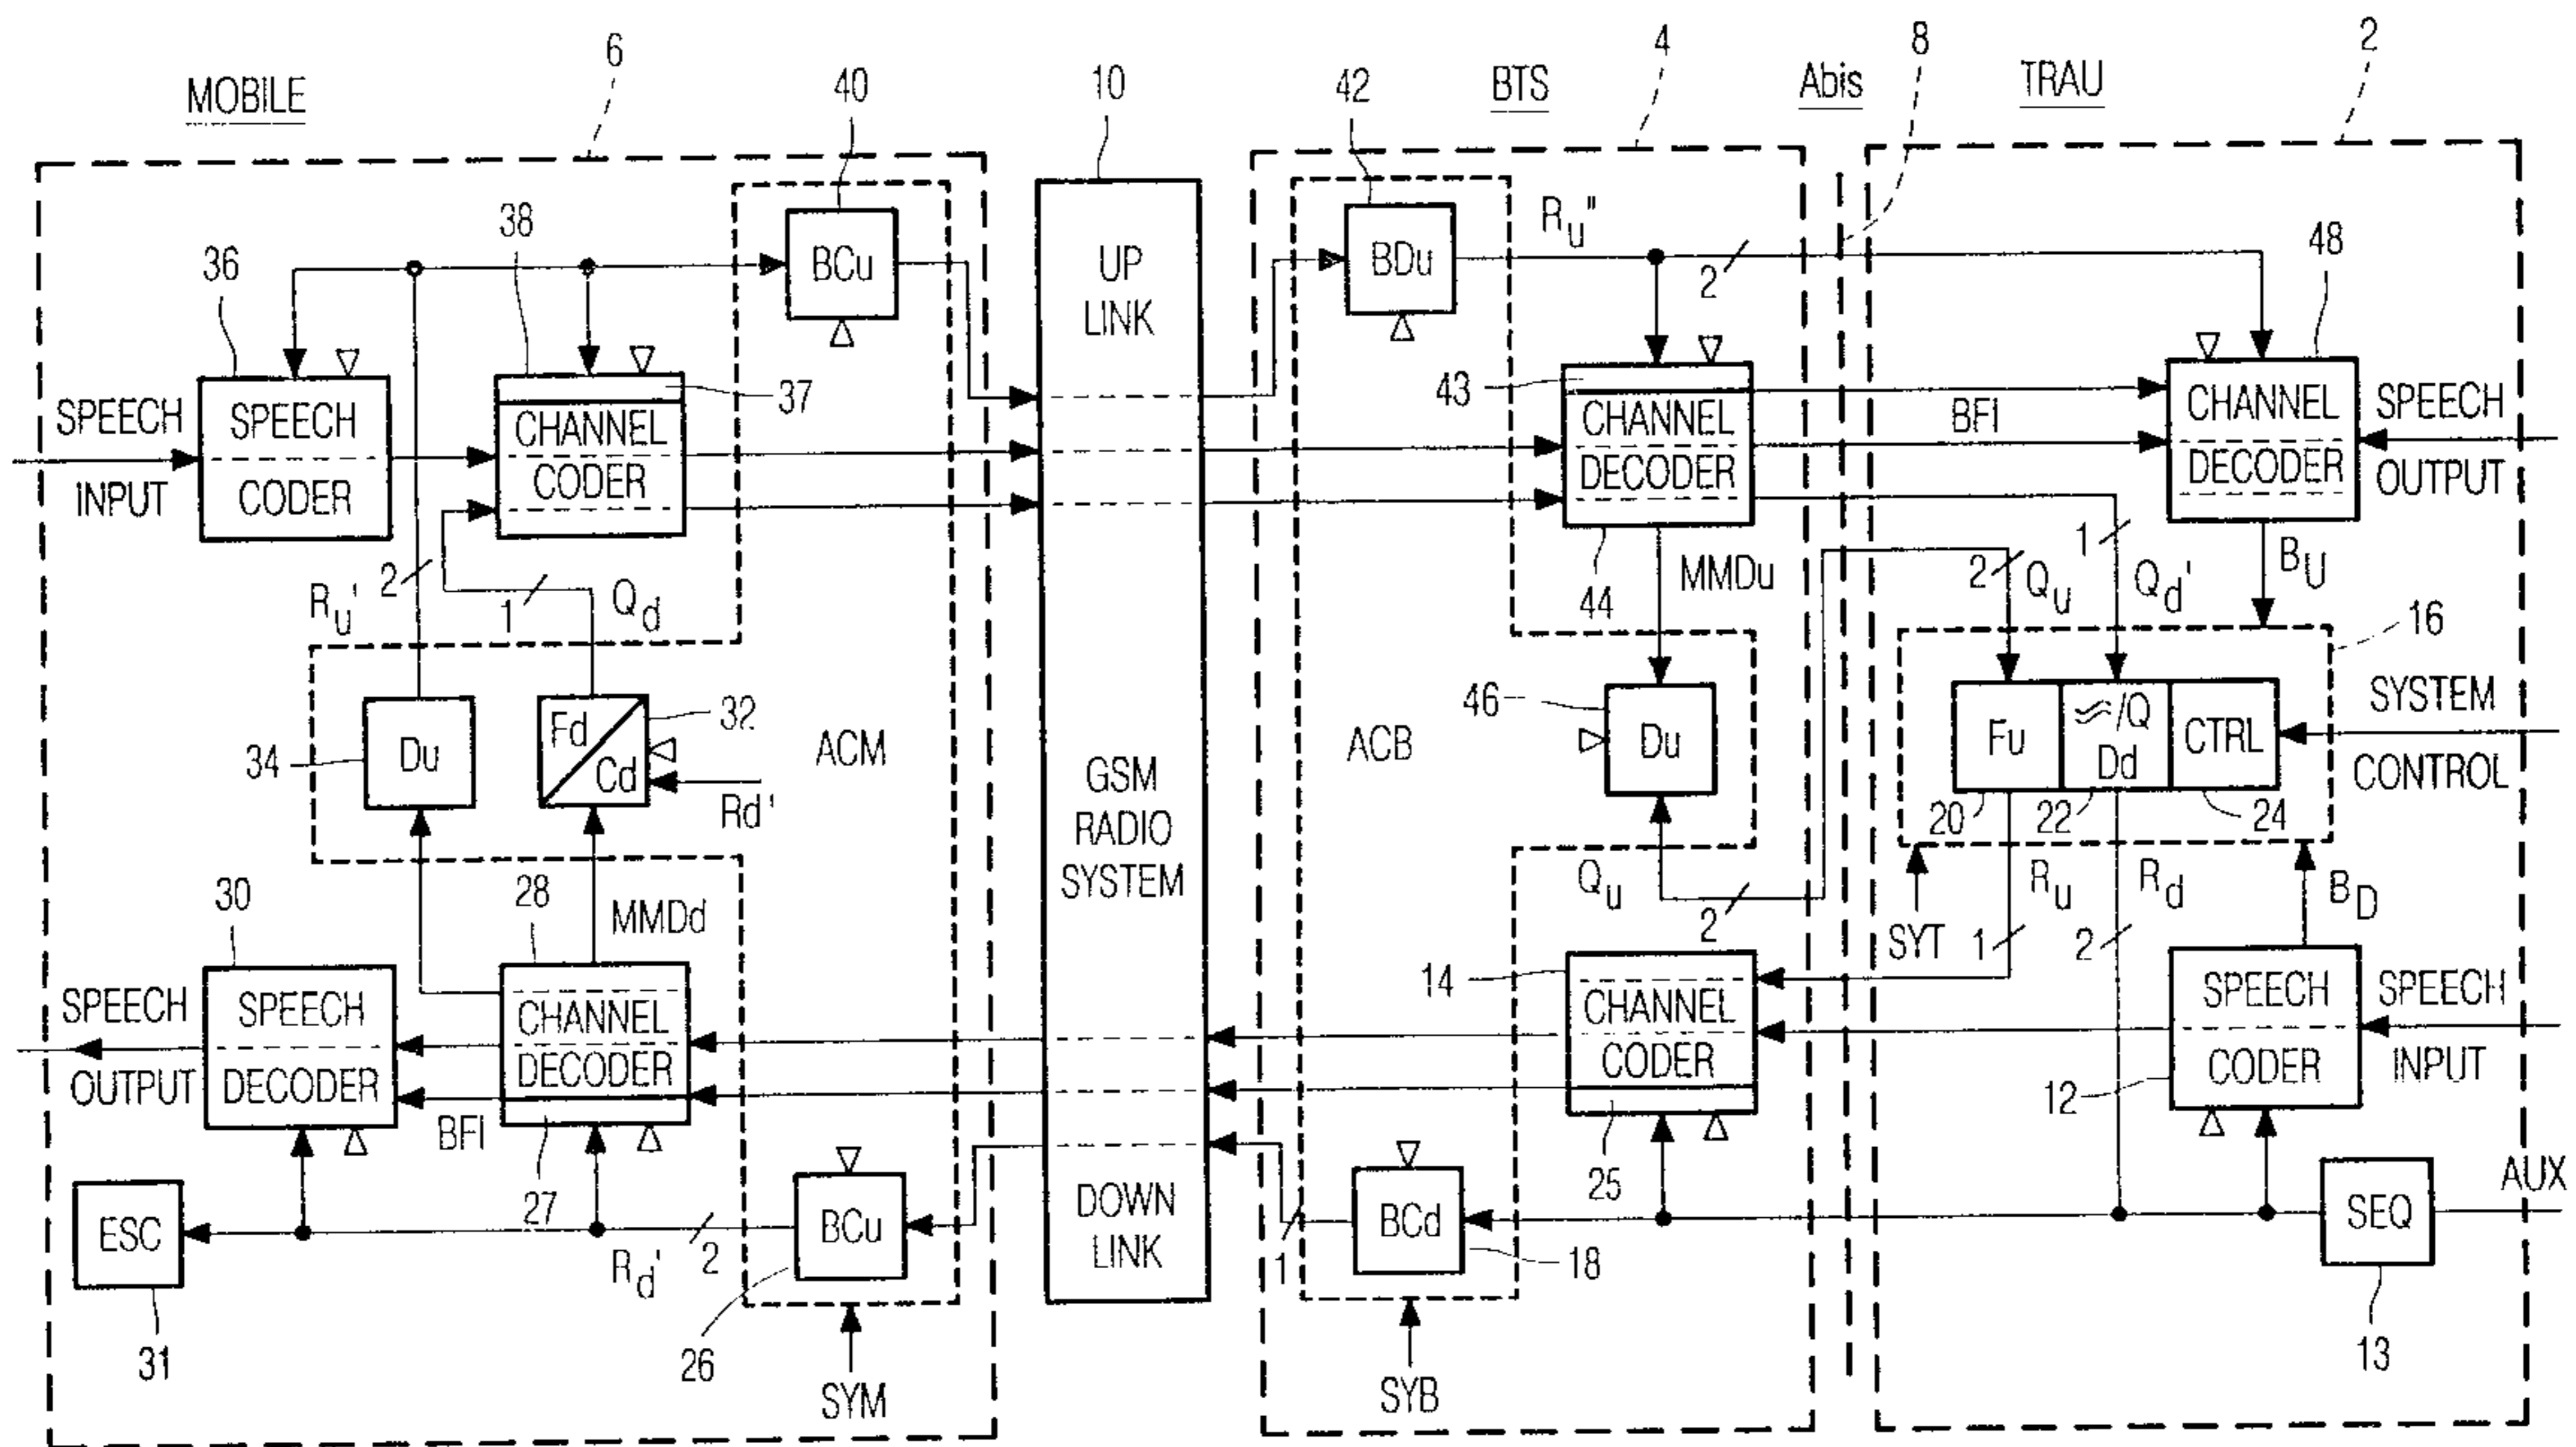 MOBILE
6
40
10
42
BTS
4
Abis
8
TRAU
2
36
38
BCu
UP
LINK
BDu
Ru"
2
48
37
43
SPEECH
INPUT
SPEECH
CODER
CHANNEL
CODER
CHANNEL
DECODER
BFI
CHANNEL
DECODER
SPEECH
OUTPUT
Ru'
2
1
Qd
44
MMDu
2
Qu
1
Qd'
BU
16
34
Du
Fd
Cd
32
Rd'
ACM
GSM
RADIO
SYSTEM
ACB
46
Du
Fu
≈/Q
Dd
CTRL
SYSTEM
CONTROL
20
22
24
Qu
2
Ru
1
Rd
2
BD
SYT
30
28
MMDd
14
SPEECH
OUTPUT
SPEECH
DECODER
CHANNEL
DECODER
BFI
27
CHANNEL
CODER
25
12
SPEECH
CODER
SPEECH
INPUT
ESC
31
Rd'
2
BCu
26
SYM
DOWN
LINK
1
BCd
18
SYB
SEQ
13
AUX